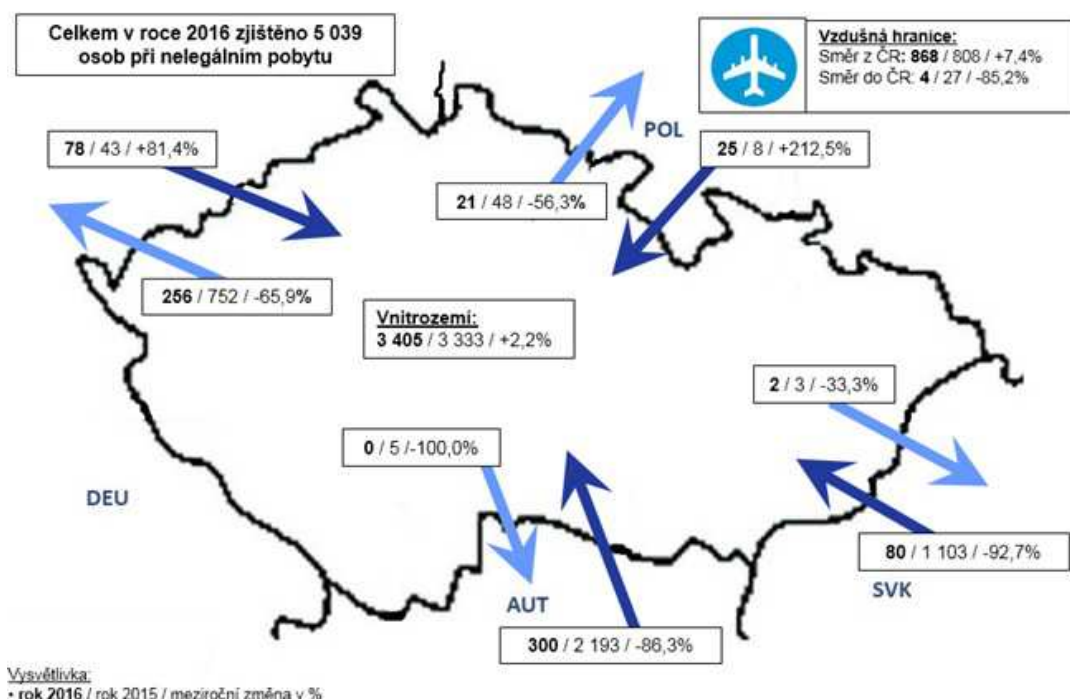 Celkem v roce 2016 zjištěno 5 039
osob při nelegálním pobytu
Vzdušná hranice:
Směr z ČR: 868 / 808 / +7,4%
Směr do ČR: 4 / 27 / -85,2%
POL
78 / 43 / +81,4%
25 / 8 / +212,5%
21 / 48 / -56,3%
256 / 752 / -65,9%
Vnitrozemí:
3 405 / 3 333 / +2,2%
2 / 3 / -33,3%
0 / 5 /-100,0%
DEU
80 / 1 103 / -92,7%
SVK
AUT
300 / 2 193 / -86,3%
Vysvětlivka:
• rok 2016 / rok 2015 / meziroční změna v %